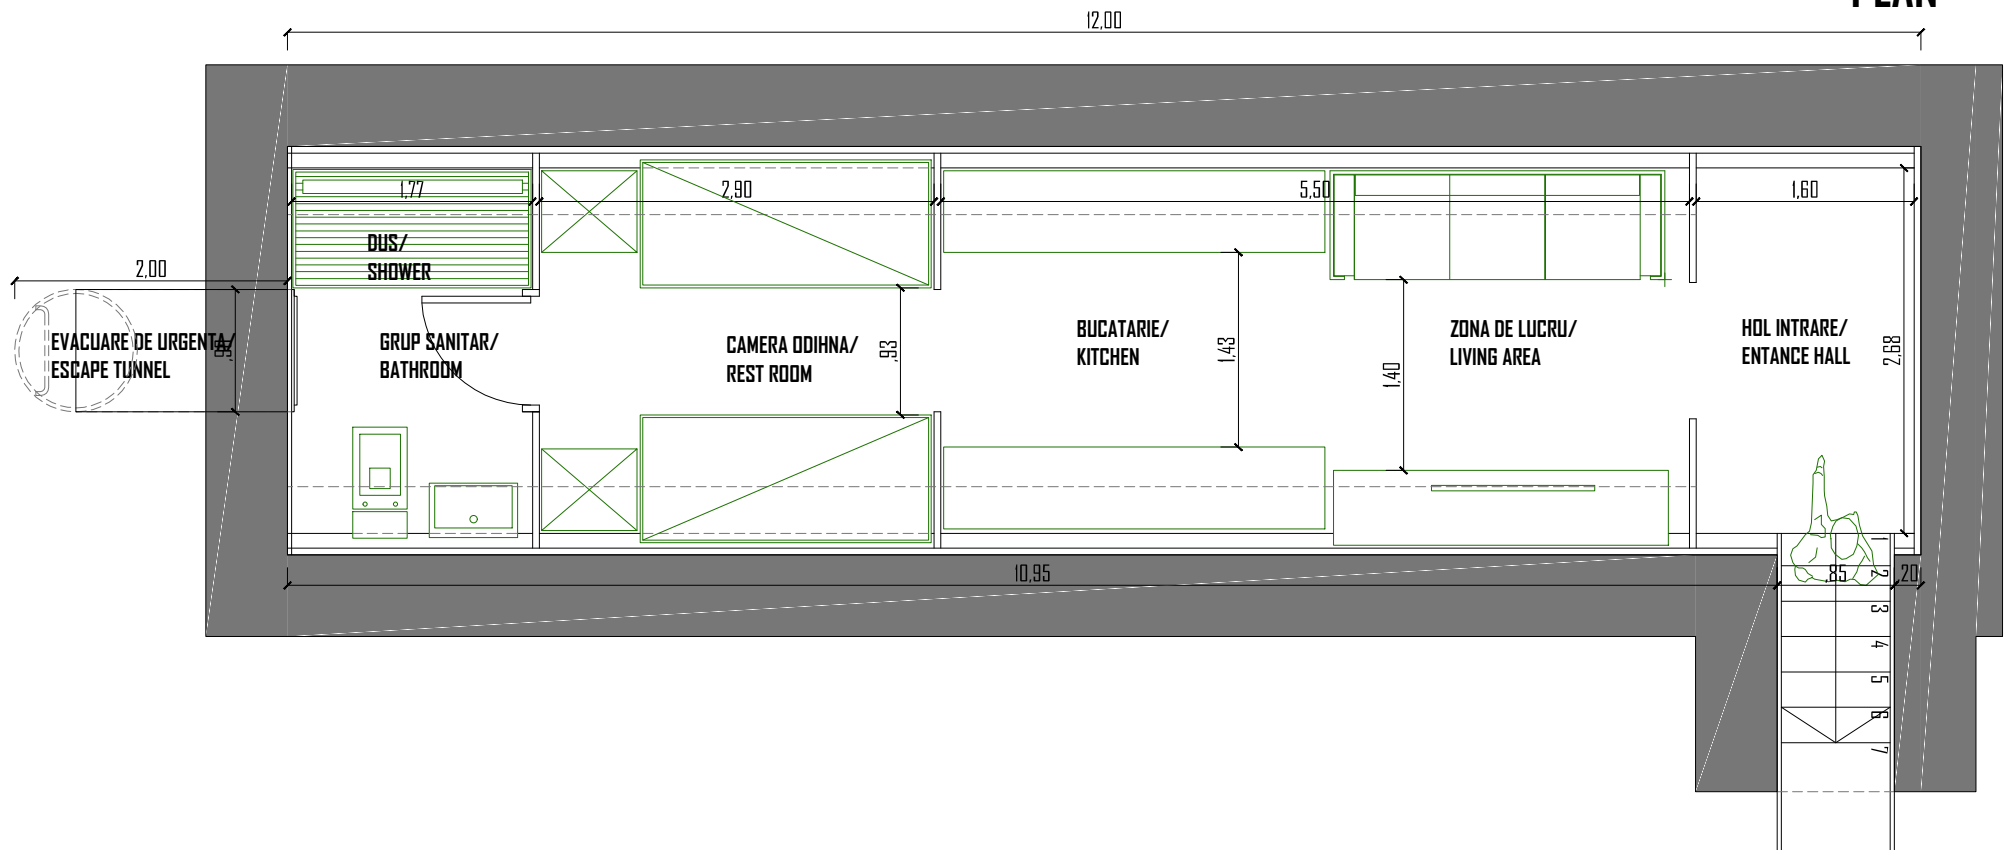 PLAN
12,00
1,77
2,90
5,50
1,60
DUS/
SHOWER
2,00
EVACUARE DE URGENTA/
ESCAPE TUNNEL
GRUP SANITAR/
BATHROOM
CAMERA ODIHNA/
REST ROOM
,93
BUCATARIE/
KITCHEN
1,43
1,40
ZONA DE LUCRU/
LIVING AREA
HOL INTRARE/
ENTANCE HALL
2,68
10,95
,85
,20
1
2
3
4
5
6
7